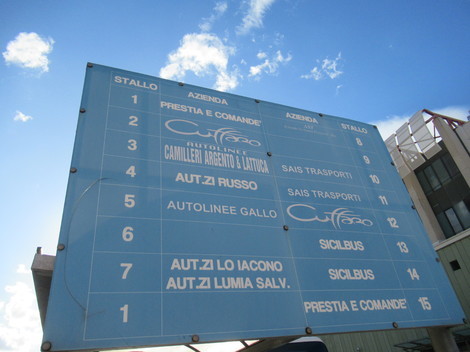 STALLO AZIENDA AZIENDA STALLO
1 PRESTIA E COMANDE' 8
2 Cuffaro 9
3 AUTOLINEE CAMILLERI ARGENTO & LATTUCA SAIS TRASPORTI 10
4 AUT.ZI RUSSO SAIS TRASPORTI 11
5 AUTOLINEE GALLO Cuffaro 12
6 SICILBUS 13
7 AUT.ZI LO IACONO SICILBUS 14
AUT.ZI LUMIA SALV.
1 PRESTIA E COMANDE' 15